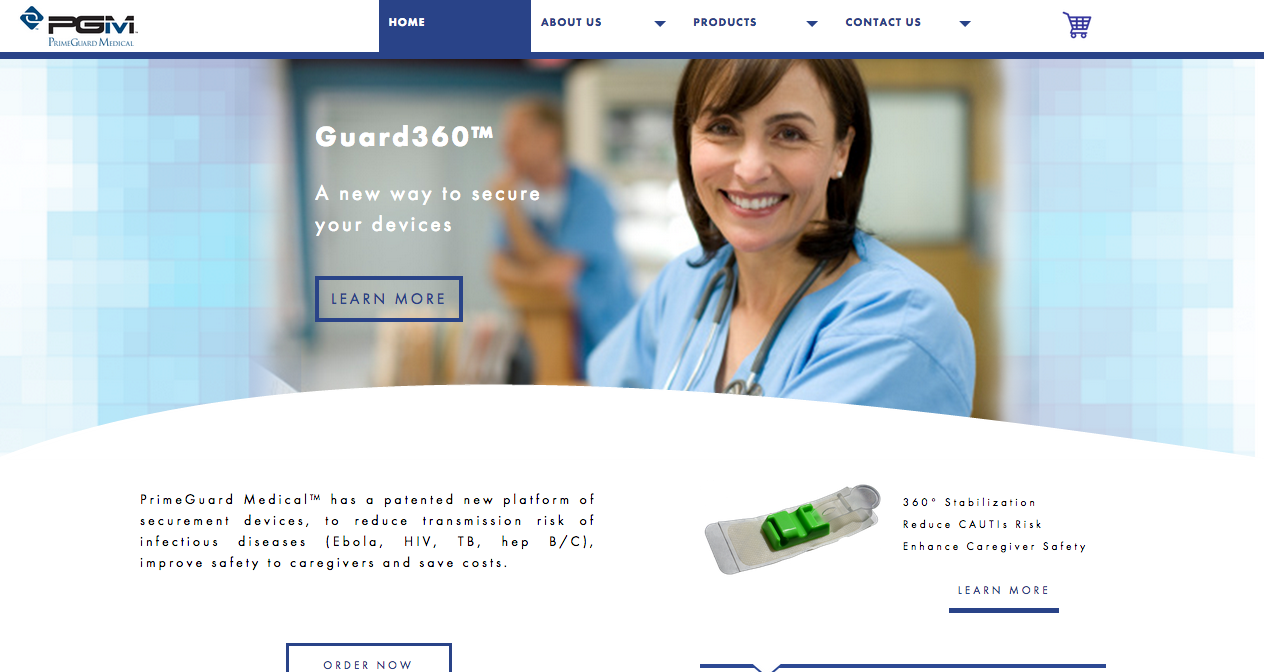 PGM
PRIMEGUARD MEDICAL
HOME
ABOUT US
PRODUCTS
CONTACT US
Guard360™
A new way to secure
your devices
LEARN MORE
PrimeGuard Medical™ has a patented new platform of
securement devices, to reduce transmission risk of
infectious diseases (Ebola, HIV, TB, hep B/C),
improve safety to caregivers and save costs.
360° Stabilization
Reduce CAUTIs Risk
Enhance Caregiver Safety
LEARN MORE
ORDER NOW